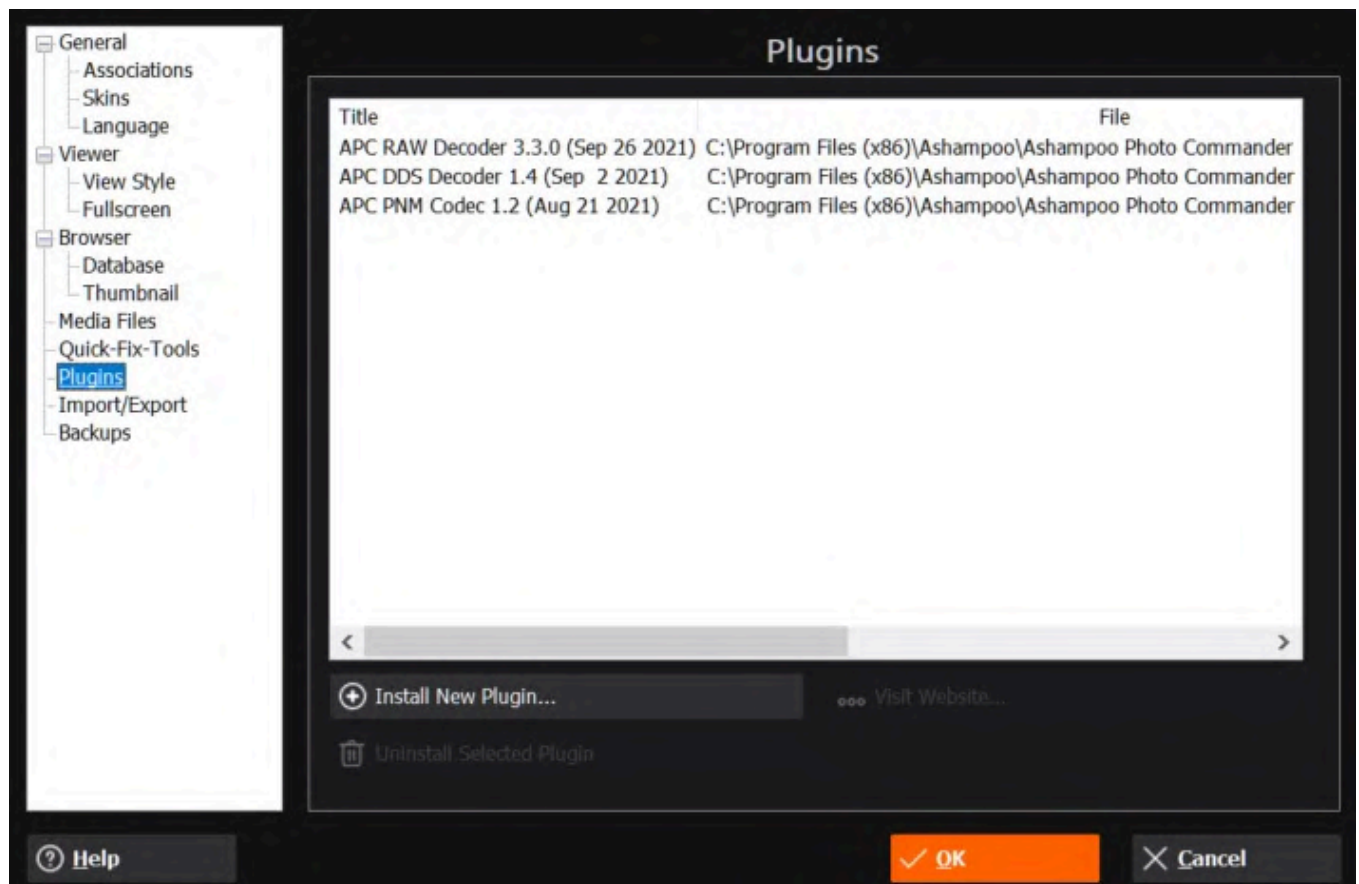 General
Associations
Skins
Language
Viewer
View Style
Fullscreen
Browser
Database
Thumbnail
Media Files
Quick-Fix-Tools
Plugins
Import/Export
Backups
Plugins
Title File
APC RAW Decoder 3.3.0 (Sep 26 2021) C:\Program Files (x86)\Ashampoo\Ashampoo Photo Commander
APC DDS Decoder 1.4 (Sep  2 2021) C:\Program Files (x86)\Ashampoo\Ashampoo Photo Commander
APC PNM Codec 1.2 (Aug 21 2021) C:\Program Files (x86)\Ashampoo\Ashampoo Photo Commander
Install New Plugin... Visit Website...
Uninstall Selected Plugin
Help OK Cancel